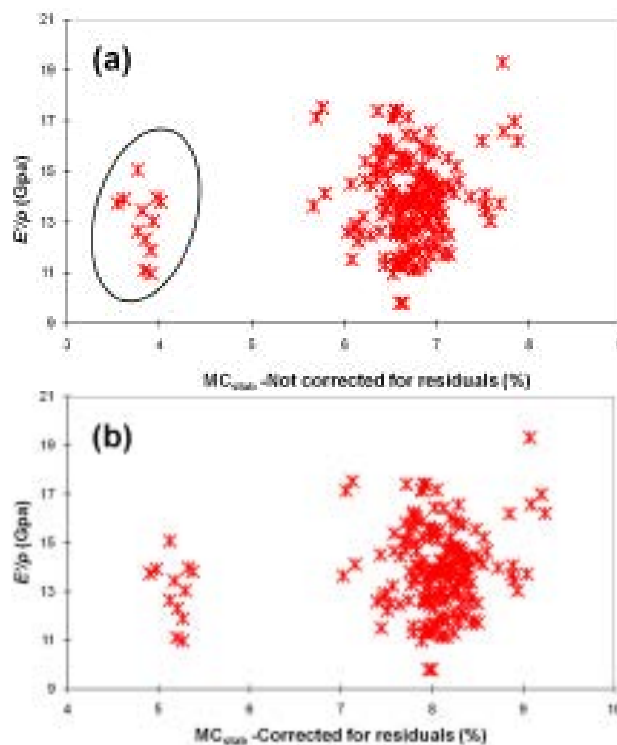 21
(a)
19
17
15
13
11
9
E'/ρ (Gpa)
3 4 5 6 7 8 9
MC -Not corrected for residuals (%)
21
(b)
19
17
15
13
11
9
E'/ρ (Gpa)
4 5 6 7 8 9 10
MC -Corrected for residuals (%)